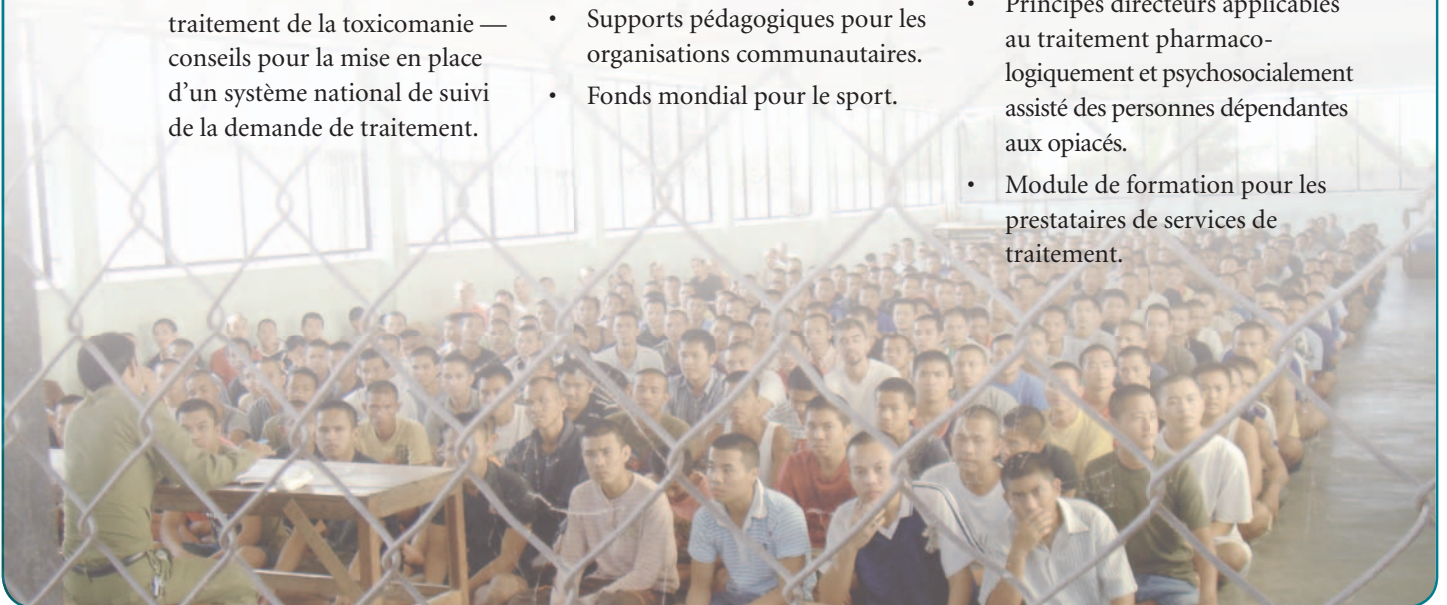 traitement de la toxicomanie —
conseils pour la mise en place
d’un système national de suivi
de la demande de traitement.
• Supports pédagogiques pour les
organisations communautaires.
• Fonds mondial pour le sport.
• Principes directeurs applicables
au traitement pharmaco-
logiquement et psychosocialement
assisté des personnes dépendantes
aux opiacés.
• Module de formation pour les
prestataires de services de
traitement.